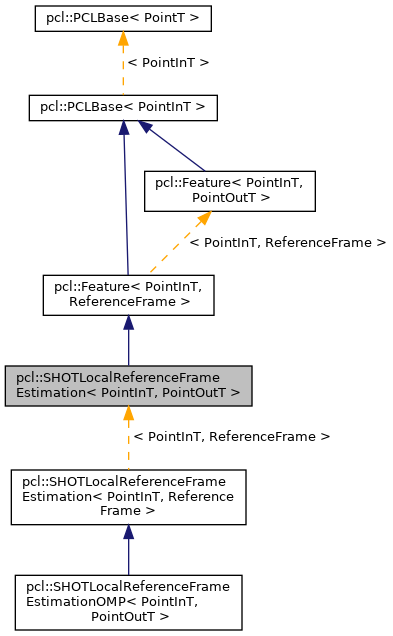 pcl::PCLBase< PointT >
< PointInT >
pcl::PCLBase< PointInT >
pcl::Feature< PointInT,
PointOutT >
< PointInT, ReferenceFrame >
pcl::Feature< PointInT,
ReferenceFrame >
pcl::SHOTLocalReferenceFrame
Estimation< PointInT, PointOutT >
< PointInT, ReferenceFrame >
pcl::SHOTLocalReferenceFrame
Estimation< PointInT, Reference
Frame >
pcl::SHOTLocalReferenceFrame
EstimationOMP< PointInT,
PointOutT >